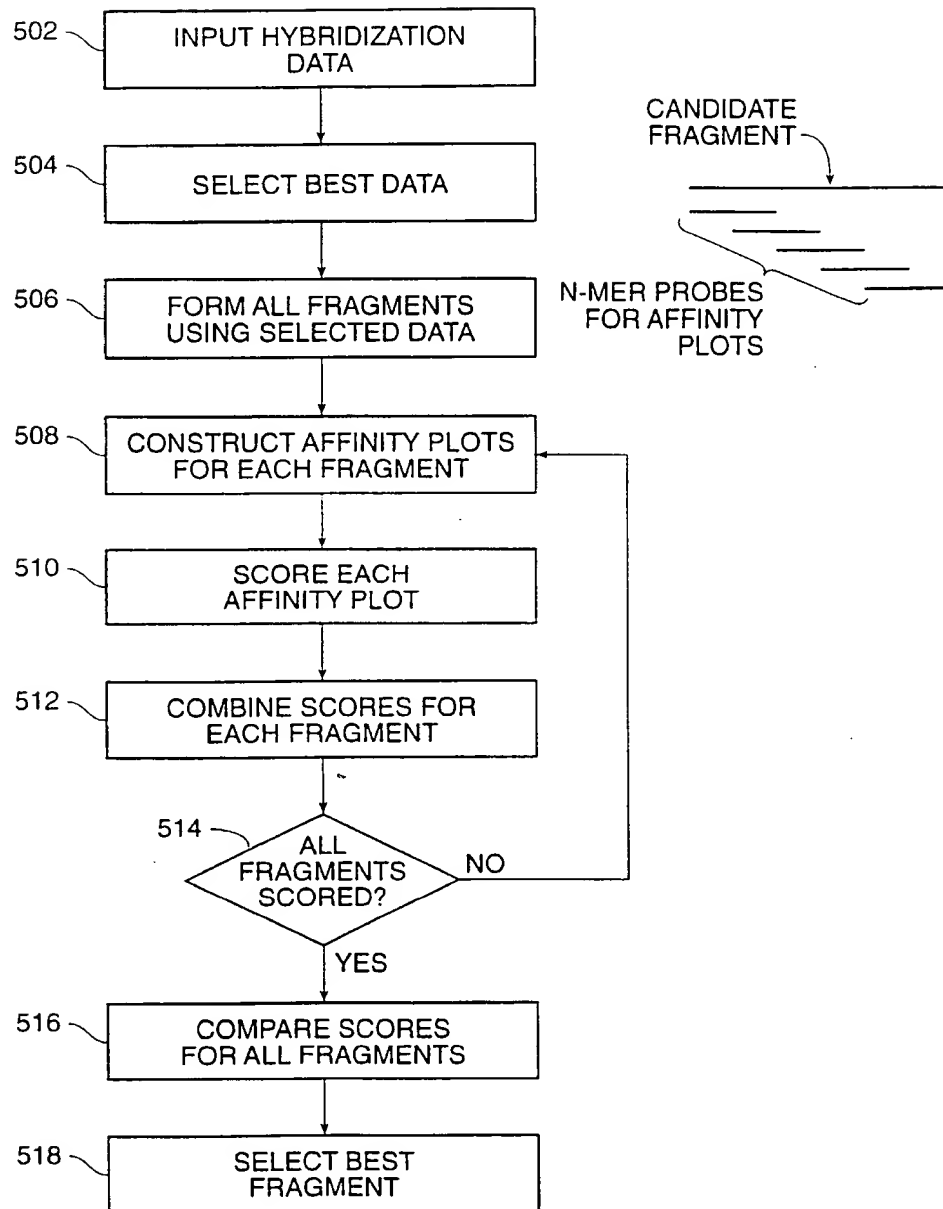 502
INPUT HYBRIDIZATION
DATA
504
SELECT BEST DATA
506
FORM ALL FRAGMENTS
USING SELECTED DATA
508
CONSTRUCT AFFINITY PLOTS
FOR EACH FRAGMENT
510
SCORE EACH
AFFINITY PLOT
512
COMBINE SCORES FOR
EACH FRAGMENT
514
ALL
FRAGMENTS
SCORED?
NO
YES
516
COMPARE SCORES
FOR ALL FRAGMENTS
518
SELECT BEST
FRAGMENT
CANDIDATE
FRAGMENT
N-MER PROBES
FOR AFFINITY
PLOTS